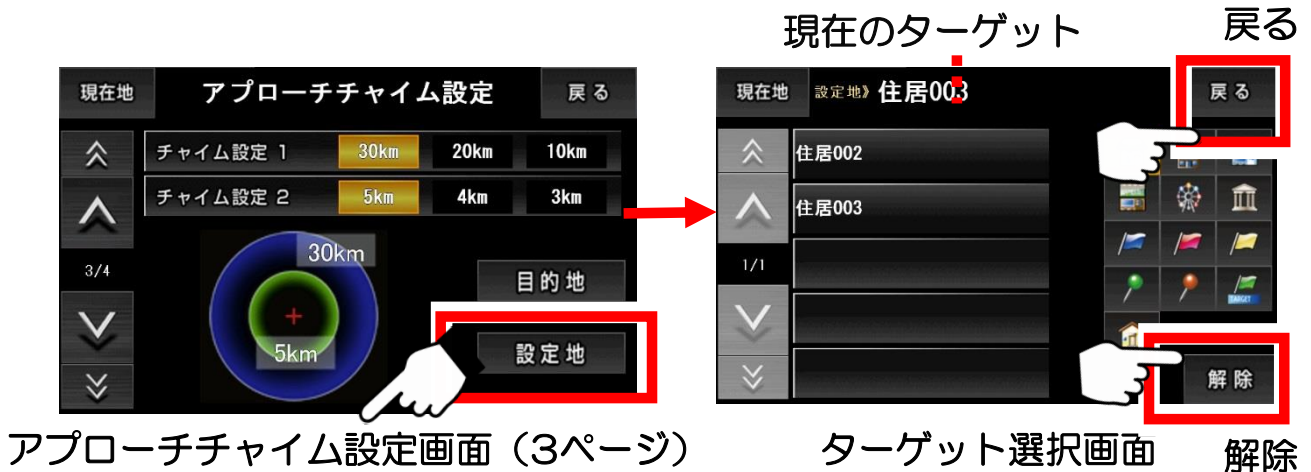 現在のターゲット
戻る
現在地 アプローチチャイム設定 戻る
チャイム設定 1 30km 20km 10km
チャイム設定 2 5km 4km 3km
3/4
30km
5km
目的地
設定地
現在地 設定地》住居003 戻る
住居002
住居003
1/1
TARGET
解除
アプローチチャイム設定画面（3ページ）
ターゲット選択画面
解除